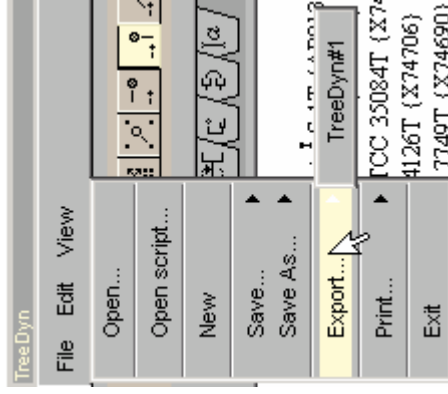 TreeDyn
File Edit View
Open...
Open script...
New
Save...
Save As...
Export...
TreeDyn#1
Print...
Exit
TCC 35084T (X74
4126T (X74706)
7749T (X74690)